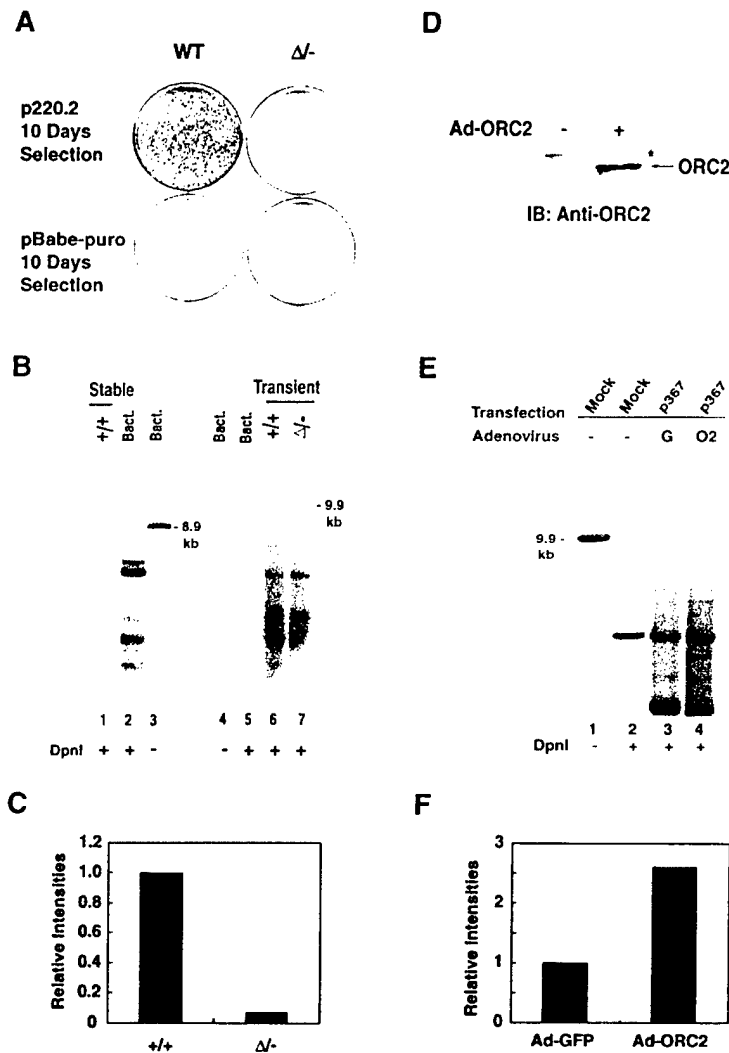 A
WT Δ/-
p220.2
10 Days
Selection
pBabe-puro
10 Days
Selection
B
Stable Transient
+/+ Bact. Bact. Bact. Bact. +/+ Δ/-
- 8.9
kb
- 9.9
kb
1 2 3 4 5 6 7
DpnI + + - - + + +
C
Relative Intensities
1.2
1.0
0.8
0.6
0.4
0.2
0
+/+ Δ/-
D
Ad-ORC2 - +
*
ORC2
IB: Anti-ORC2
E
Transfection Mock Mock p367 p367
Adenovirus - - G O2
9.9 -
kb
1 2 3 4
DpnI - + + +
F
Relative Intensities
3
2
1
0
Ad-GFP Ad-ORC2